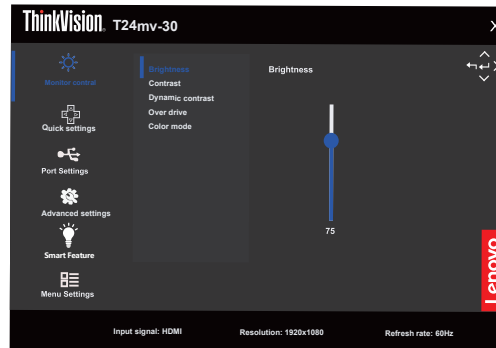 ThinkVision. T24mv-30
X
Monitor control
Quick settings
Port Settings
Advanced settings
Smart Feature
Menu Settings
Brightness
Contrast
Dynamic contrast
Over drive
Color mode
Brightness
75
Lenovo
Input signal: HDMI Resolution: 1920x1080 Refresh rate: 60Hz